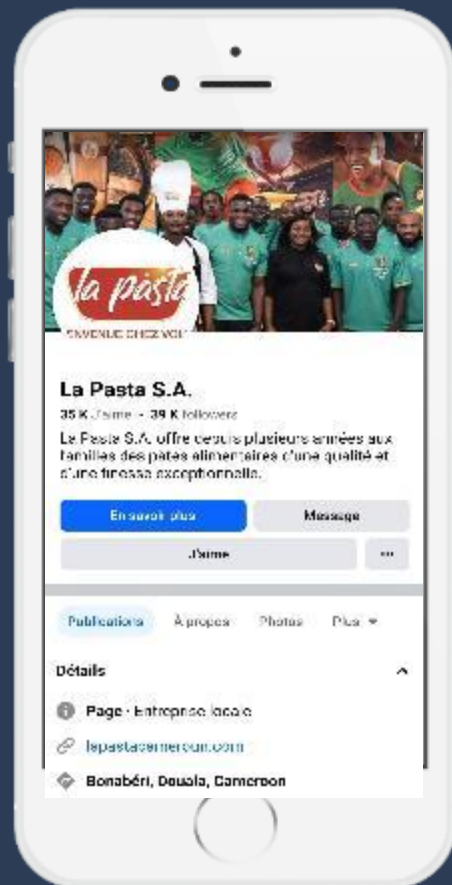 la pasta
BIENVENUE CHEZ VOUS
La Pasta S.A.
35 K J'aime • 39 K followers
La Pasta S.A. offre depuis plusieurs années aux
familles des pâtes alimentaires d'une qualité et
d'une finesse exceptionnelle.
En savoir plus
Message
J'aime
...
Publications À propos Photos Plus
Détails
Page · Entreprise locale
lapastacameroun.com
Bonabéri, Douala, Cameroon